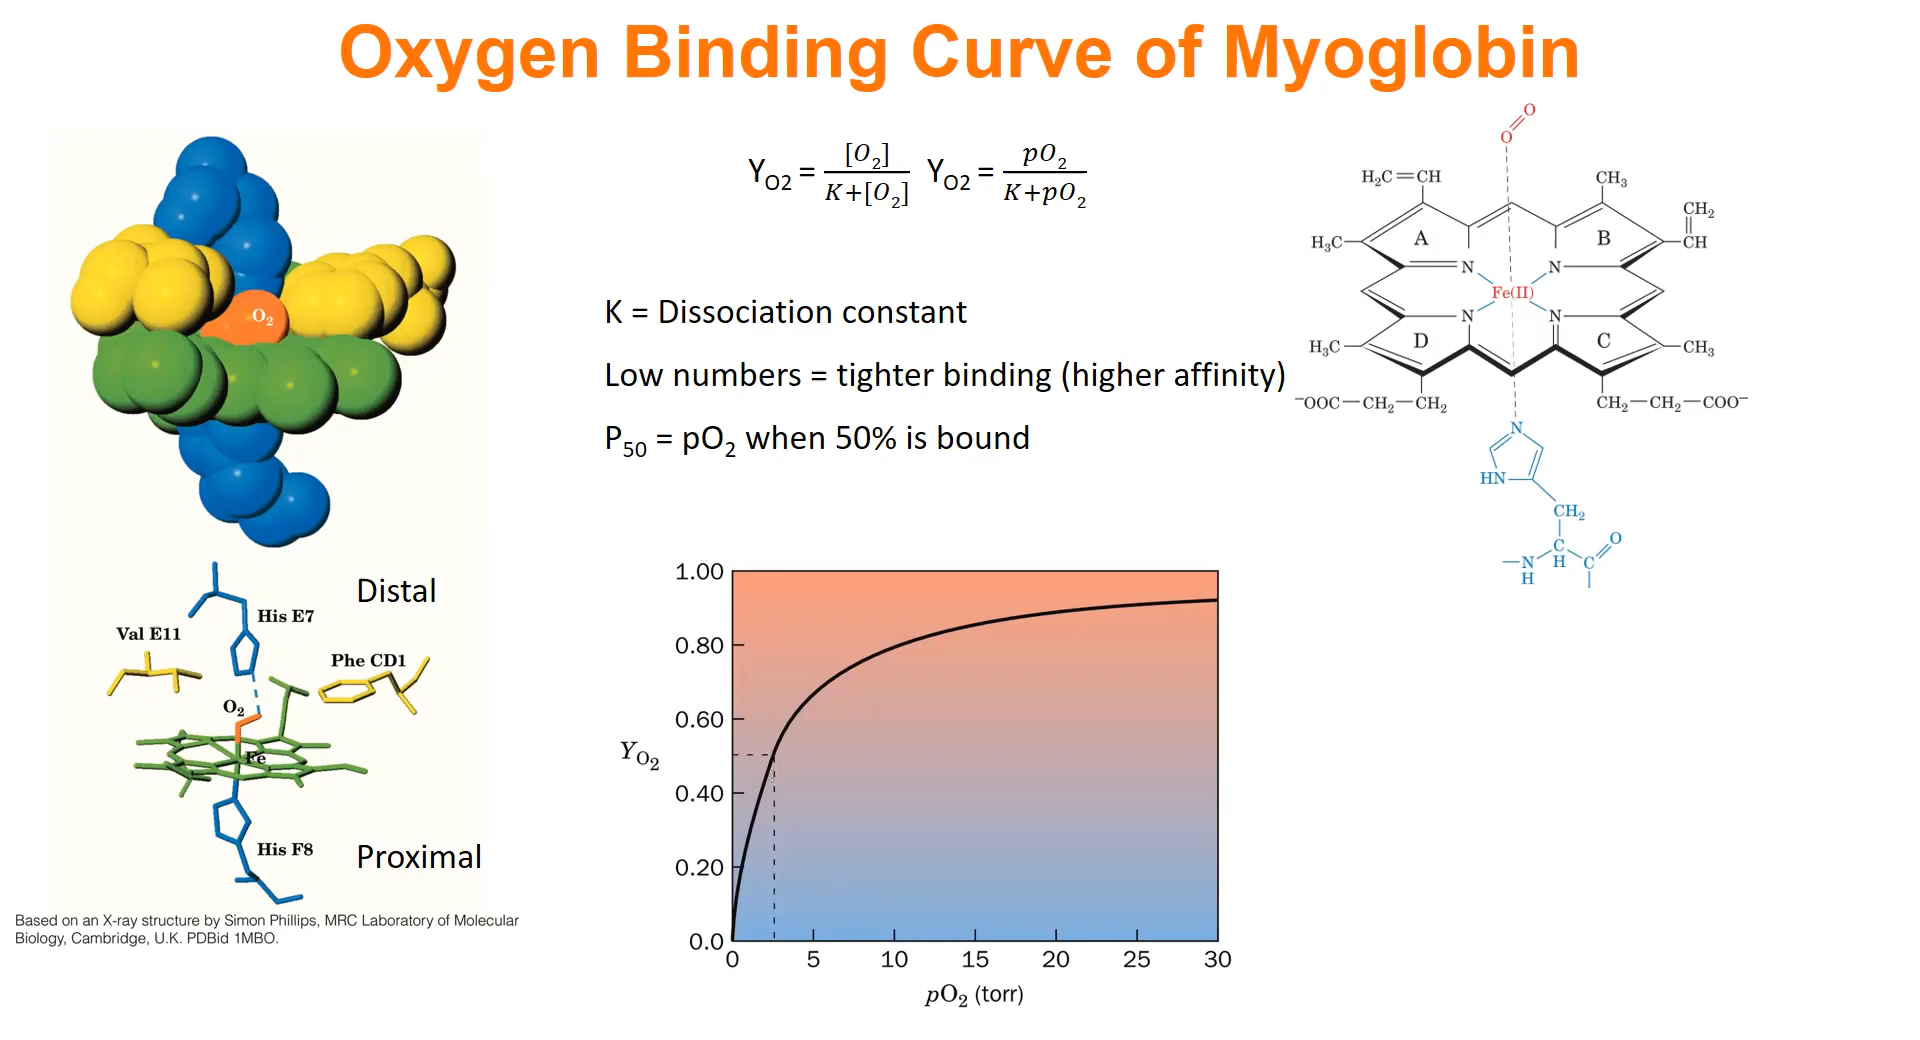 Oxygen Binding Curve of Myoglobin
O₂
Distal
His E7
Val E11
Phe CD1
O₂
Fe
His F8
Proximal
Based on an X-ray structure by Simon Phillips, MRC Laboratory of Molecular
Biology, Cambridge, U.K. PDBid 1MBO.
Y_O2 = [O₂] / K+[O₂]   Y_O2 = pO₂ / K+pO₂
K = Dissociation constant
Low numbers = tighter binding (higher affinity)
P₅₀ = pO₂ when 50% is bound
1.00
0.80
0.60
Y_O₂
0.40
0.20
0.0
0 5 10 15 20 25 30
pO₂ (torr)
O
O
H₂C=CH
CH₃
CH₂
CH
H₃C
A
B
N
N
Fe(II)
N
N
D
C
H₃C
CH₃
⁻OOC—CH₂—CH₂
CH₂—CH₂—COO⁻
N
HN
CH₂
O
C
H
C
—N
H